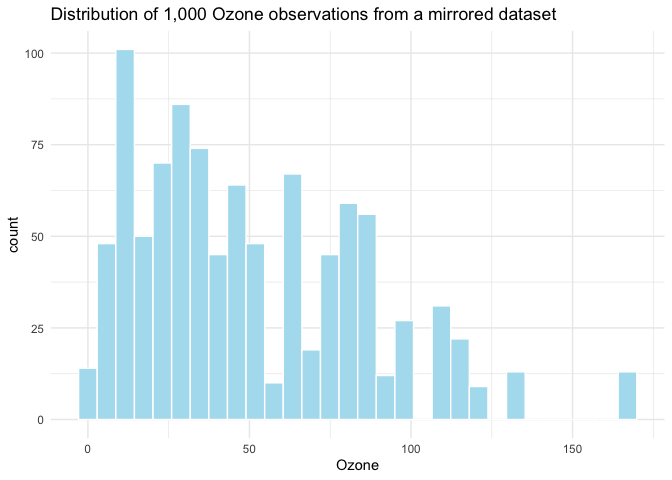 Distribution of 1,000 Ozone observations from a mirrored dataset
100
75
50
25
0
count
0 50 100 150
Ozone